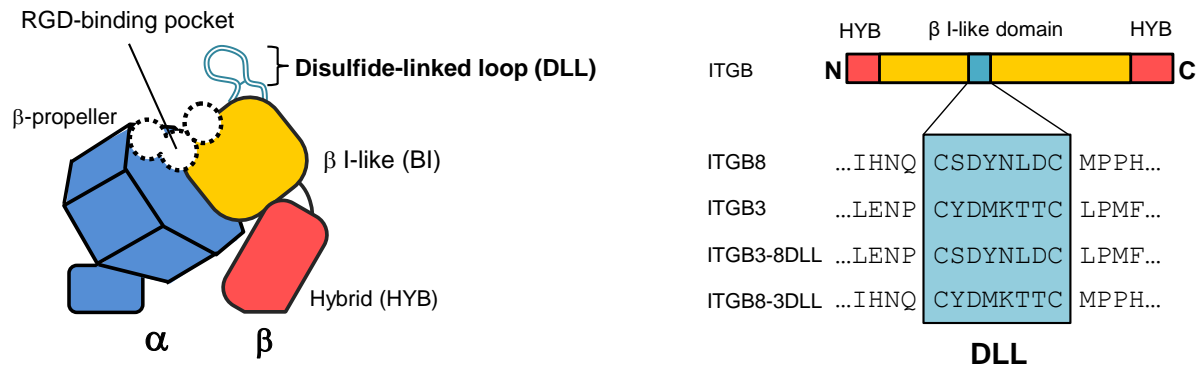 RGD-binding pocket
Disulfide-linked loop (DLL)
β-propeller
β I-like (BI)
Hybrid (HYB)
α
β
HYB
β I-like domain
HYB
ITGB
N
C
ITGB8 ...IHNQ CSDYNLDC MPPH...
ITGB3 ...LENP CYDMKTTC LPMF...
ITGB3-8DLL ...LENP CSDYNLDC LPMF...
ITGB8-3DLL ...IHNQ CYDMKTTC MPPH...
DLL